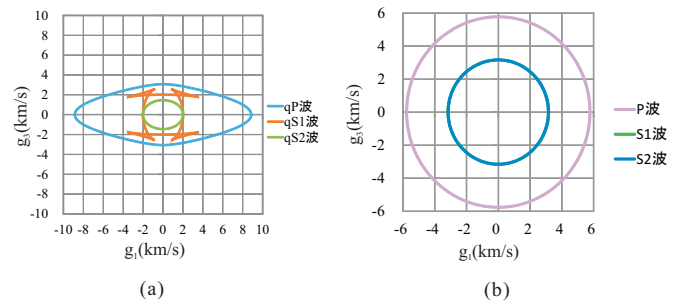 10
8
6
4
2
0
-2
-4
-6
-8
-10
g₃(km/s)
-10 -8 -6 -4 -2 0 2 4 6 8 10
g₁(km/s)
qP波
qS1波
qS2波
(a)
6
4
2
0
-2
-4
-6
g₃(km/s)
-6 -4 -2 0 2 4 6
g₁(km/s)
P波
S1波
S2波
(b)